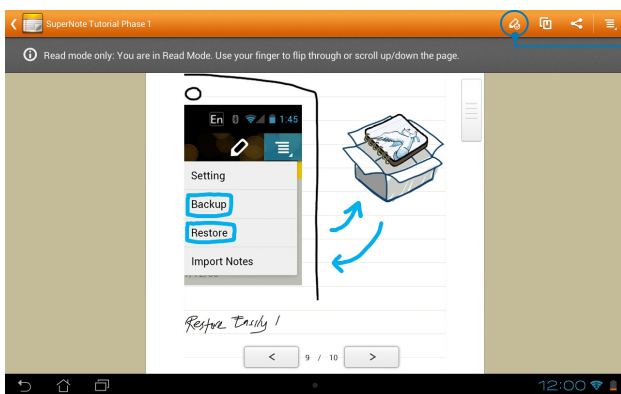 SuperNote Tutorial Phase 1
Read mode only: You are in Read Mode. Use your finger to flip through or scroll up/down the page.
En 1:45
Setting
Backup
Restore
Import Notes
Restore Easily !
< 9 / 10 >
12:00